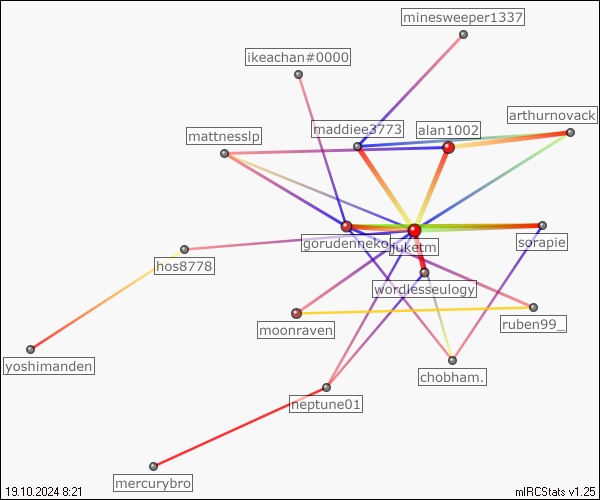 minesweeper1337
ikeachan#0000
arthurnovack
maddiee3773
alan1002
mattnesslp
gorudenneko
juketm
sorapie
hos8778
wordlesseulogy
moonraven
ruben99_
yoshimanden
chobham.
neptune01
mercurybro
19.10.2024 8:21
mIRCStats v1.25